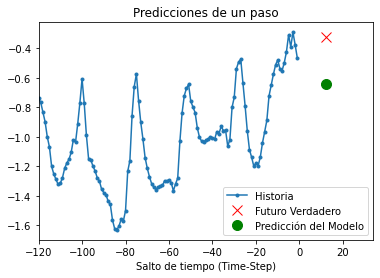 Predicciones de un paso
−0.4
−0.6
−0.8
−1.0
−1.2
−1.4
−1.6
Historia
Futuro Verdadero
Predicción del Modelo
−120 −100 −80 −60 −40 −20 0 20
Salto de tiempo (Time-Step)